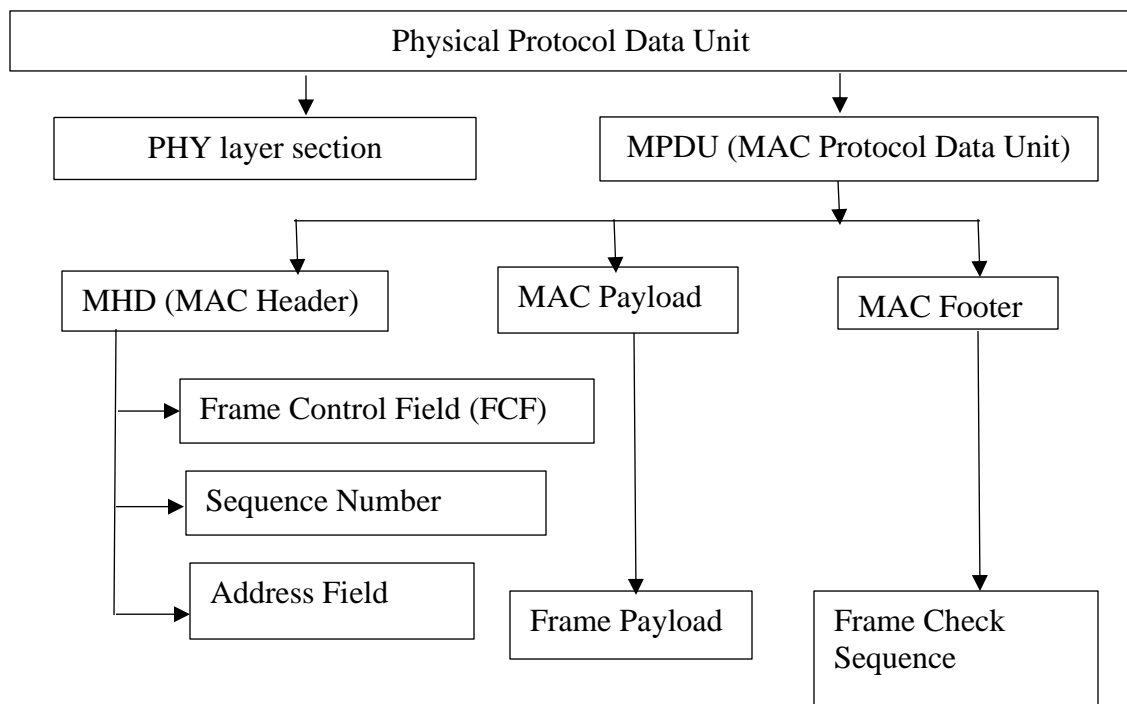 Physical Protocol Data Unit
PHY layer section
MPDU (MAC Protocol Data Unit)
MHD (MAC Header)
MAC Payload
MAC Footer
Frame Control Field (FCF)
Sequence Number
Address Field
Frame Payload
Frame Check
Sequence